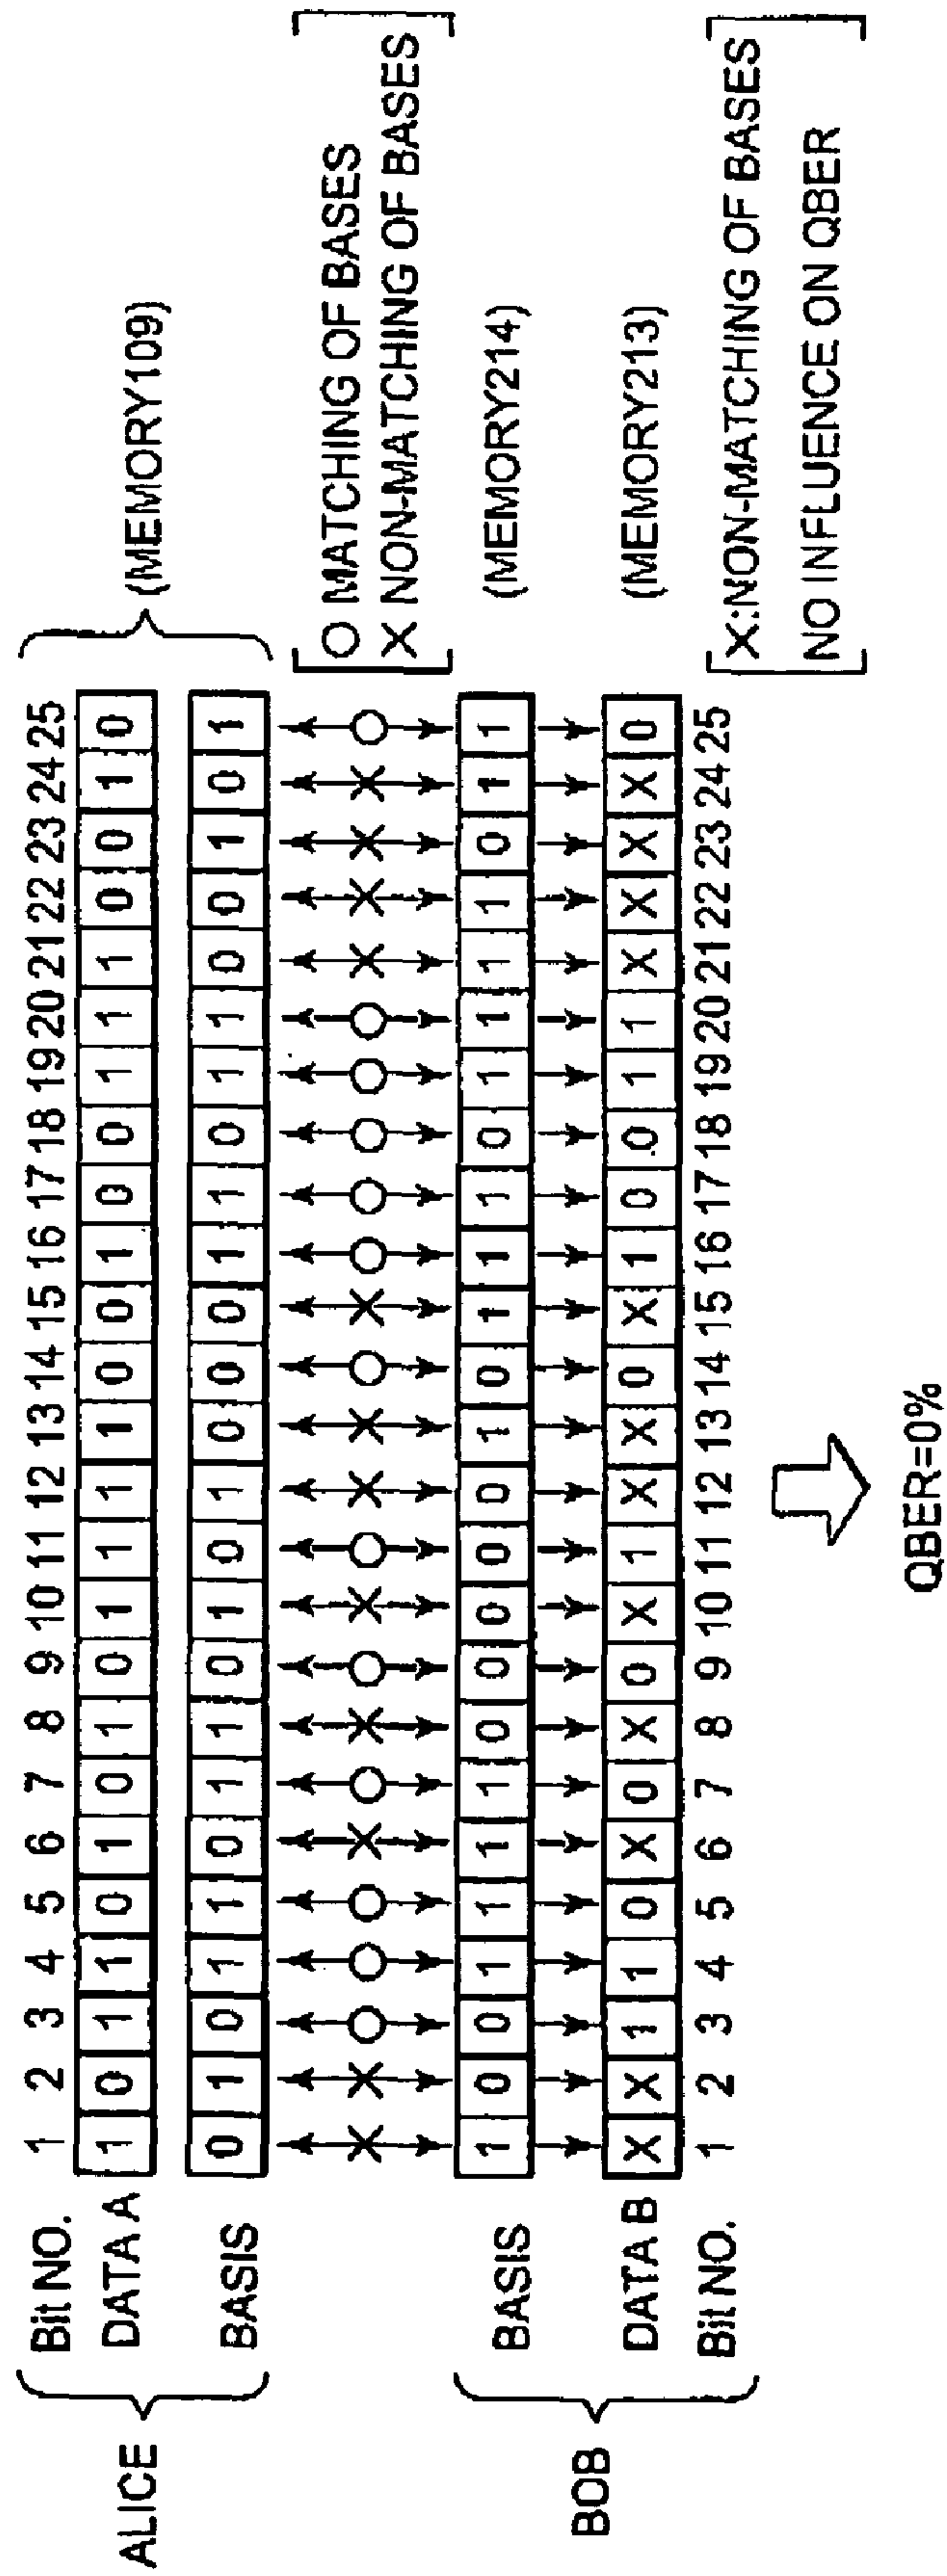 ALICE
Bit NO. 1 2 3 4 5 6 7 8 9 10 11 12 13 14 15 16 17 18 19 20 21 22 23 24 25
DATA A 1 0 1 1 0 1 0 1 0 1 1 1 1 0 0 1 0 0 1 1 1 0 0 1 0
(MEMORY109)
BASIS 0 1 0 1 1 0 1 1 0 1 0 1 0 0 0 1 1 0 1 1 0 0 1 0 1
X X O O O X O X O X O X X O X O O O O O X X X X O
O MATCHING OF BASES
X NON-MATCHING OF BASES
BOB
BASIS 1 0 0 1 1 1 1 0 0 0 0 0 1 0 1 1 1 0 1 1 1 1 0 1 1 (MEMORY214)
DATA B X X 1 1 0 X 0 X 0 X 1 X X 0 X 1 0 0 1 1 X X X X 0 (MEMORY213)
Bit NO. 1 2 3 4 5 6 7 8 9 10 11 12 13 14 15 16 17 18 19 20 21 22 23 24 25
X:NON-MATCHING OF BASES
NO INFLUENCE ON QBER
QBER=0%